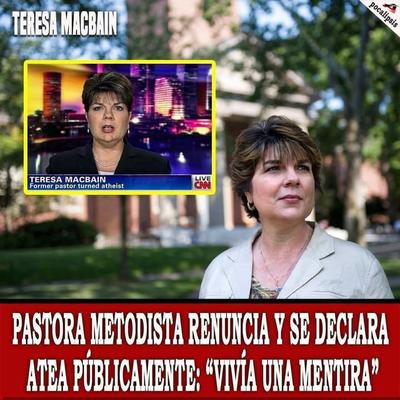 TERESA MACBAIN
pocalipsis
TERESA MACBAIN
Former pastor turned atheist
LIVE
CNN
PASTORA METODISTA RENUNCIA Y SE DECLARA
ATEA PÚBLICAMENTE: “VIVÍA UNA MENTIRA”